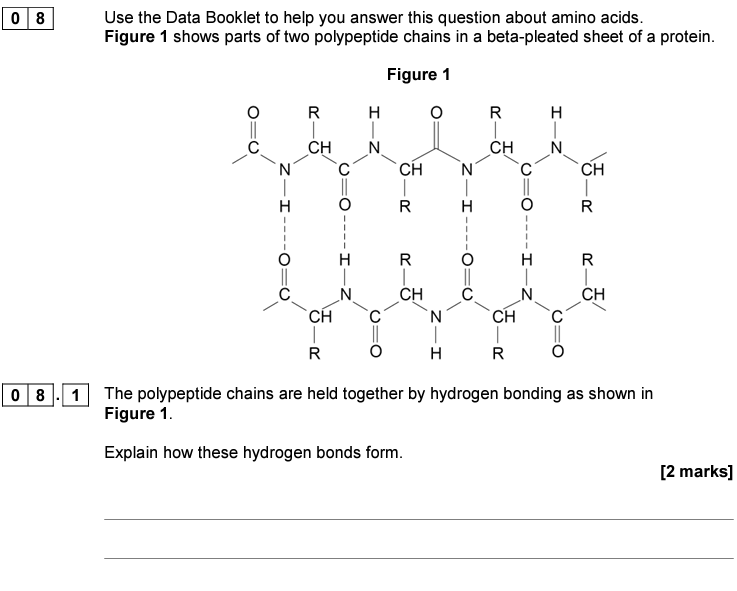 0 8 Use the Data Booklet to help you answer this question about amino acids.
Figure 1 shows parts of two polypeptide chains in a beta-pleated sheet of a protein.
Figure 1
O R H O R H
C CH N CH N
N C CH N C CH
H O R H O R
O H R O H R
C N CH C N CH
CH C N CH C
R O H R O
0 8 . 1 The polypeptide chains are held together by hydrogen bonding as shown in
Figure 1.
Explain how these hydrogen bonds form.
[2 marks]